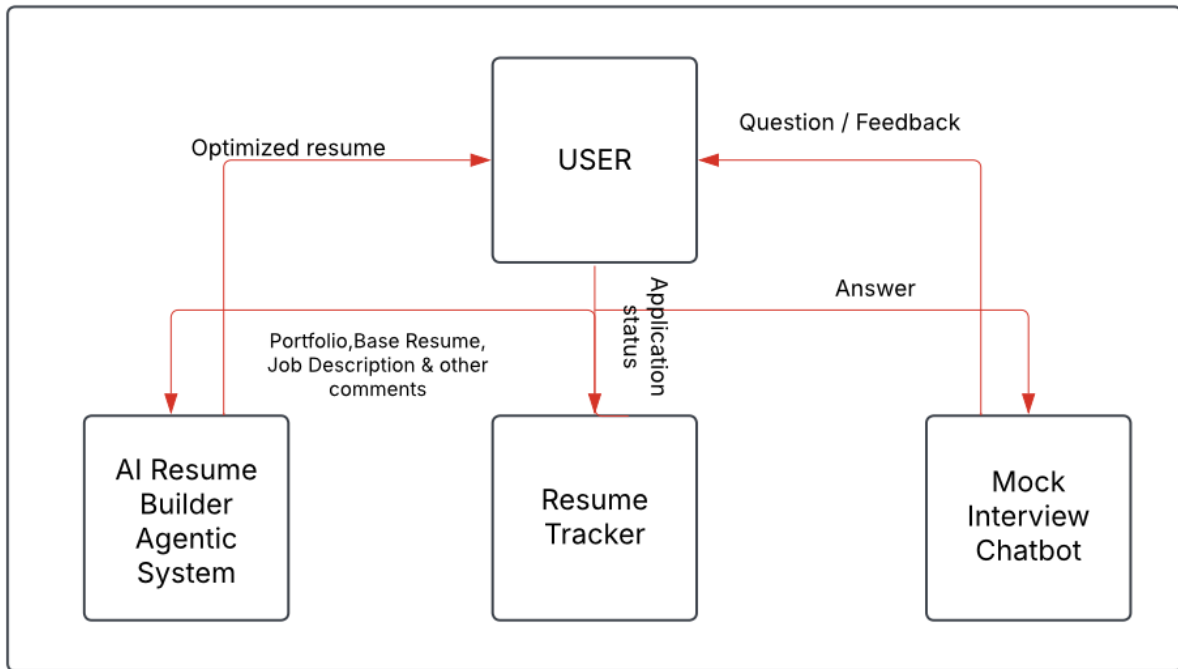 USER
Optimized resume
Question / Feedback
Application
status
Answer
Portfolio,Base Resume,
Job Description & other
comments
AI Resume
Builder
Agentic
System
Resume
Tracker
Mock
Interview
Chatbot